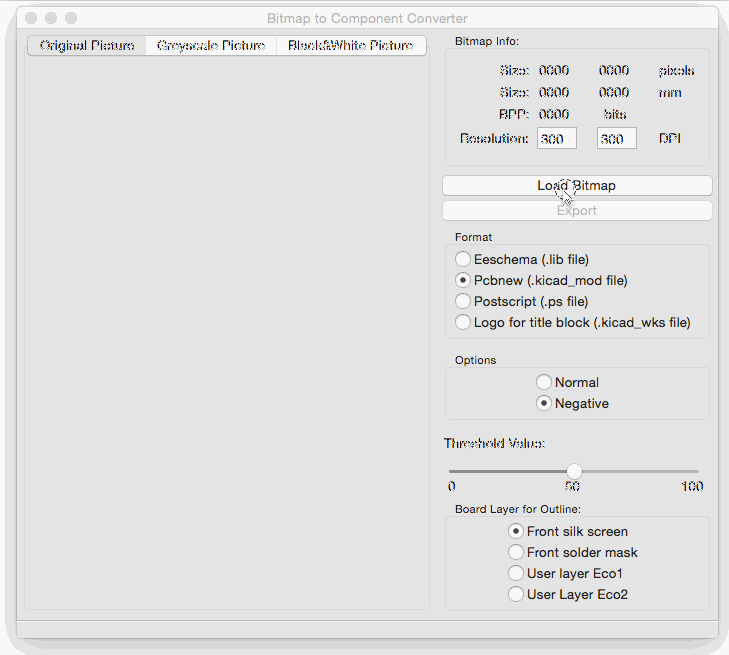 Bitmap to Component Converter
Original Picture Greyscale Picture Black&White Picture
Bitmap Info:
Size: 0000 0000 pixels
Size: 0000 0000 mm
BPP: 0000 bits
Resolution: 300 300 DPI
Load Bitmap
Export
Format
Eeschema (.lib file)
Pcbnew (.kicad_mod file)
Postscript (.ps file)
Logo for title block (.kicad_wks file)
Options
Normal
Negative
Threshold Value:
0 50 100
Board Layer for Outline:
Front silk screen
Front solder mask
User layer Eco1
User Layer Eco2